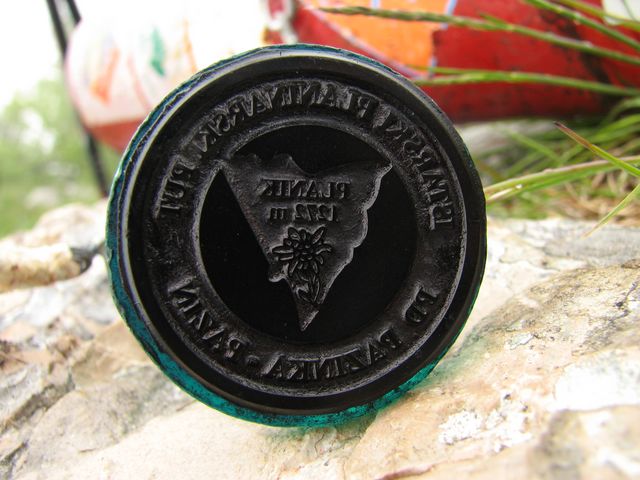 ISTARSKI PLANINARSKI PUT
PLANIK
1272 m
PD PAZINKA - PAZIN